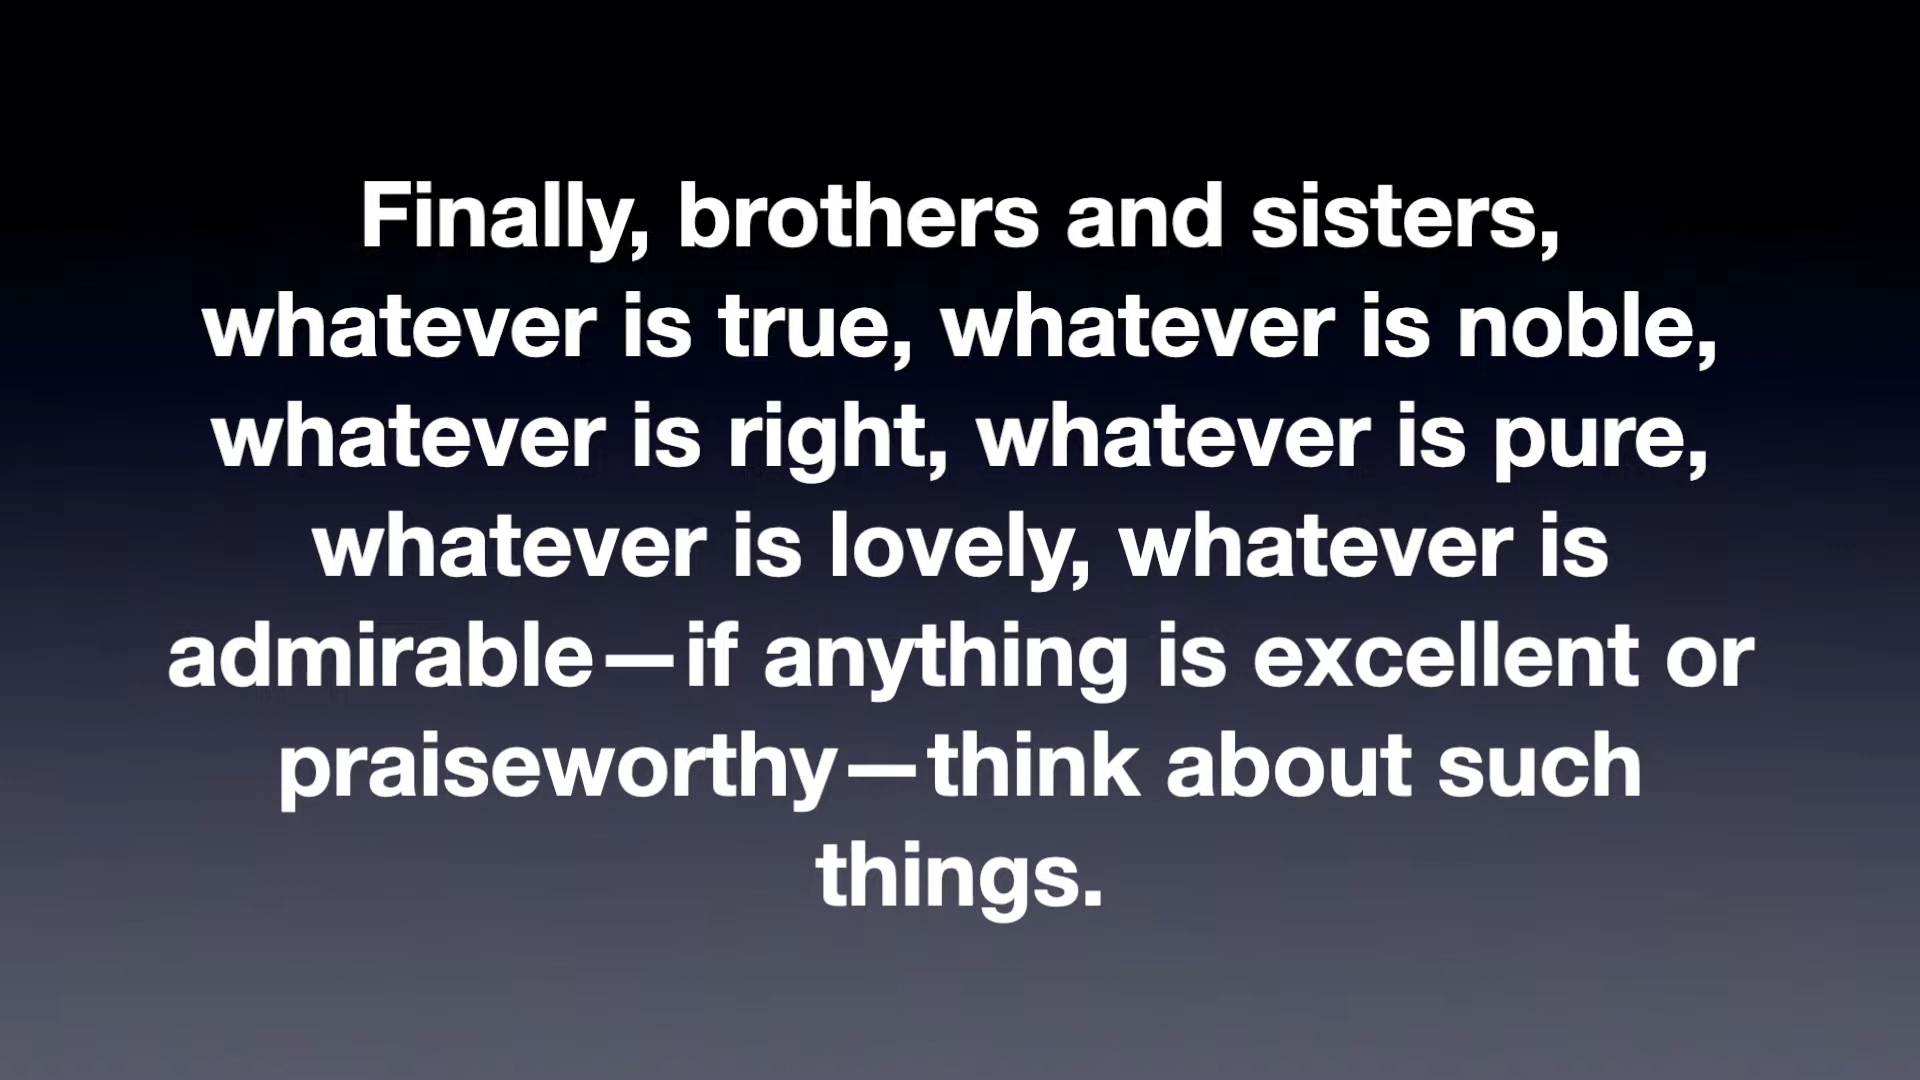 Finally, brothers and sisters,
whatever is true, whatever is noble,
whatever is right, whatever is pure,
whatever is lovely, whatever is
admirable—if anything is excellent or
praiseworthy—think about such
things.